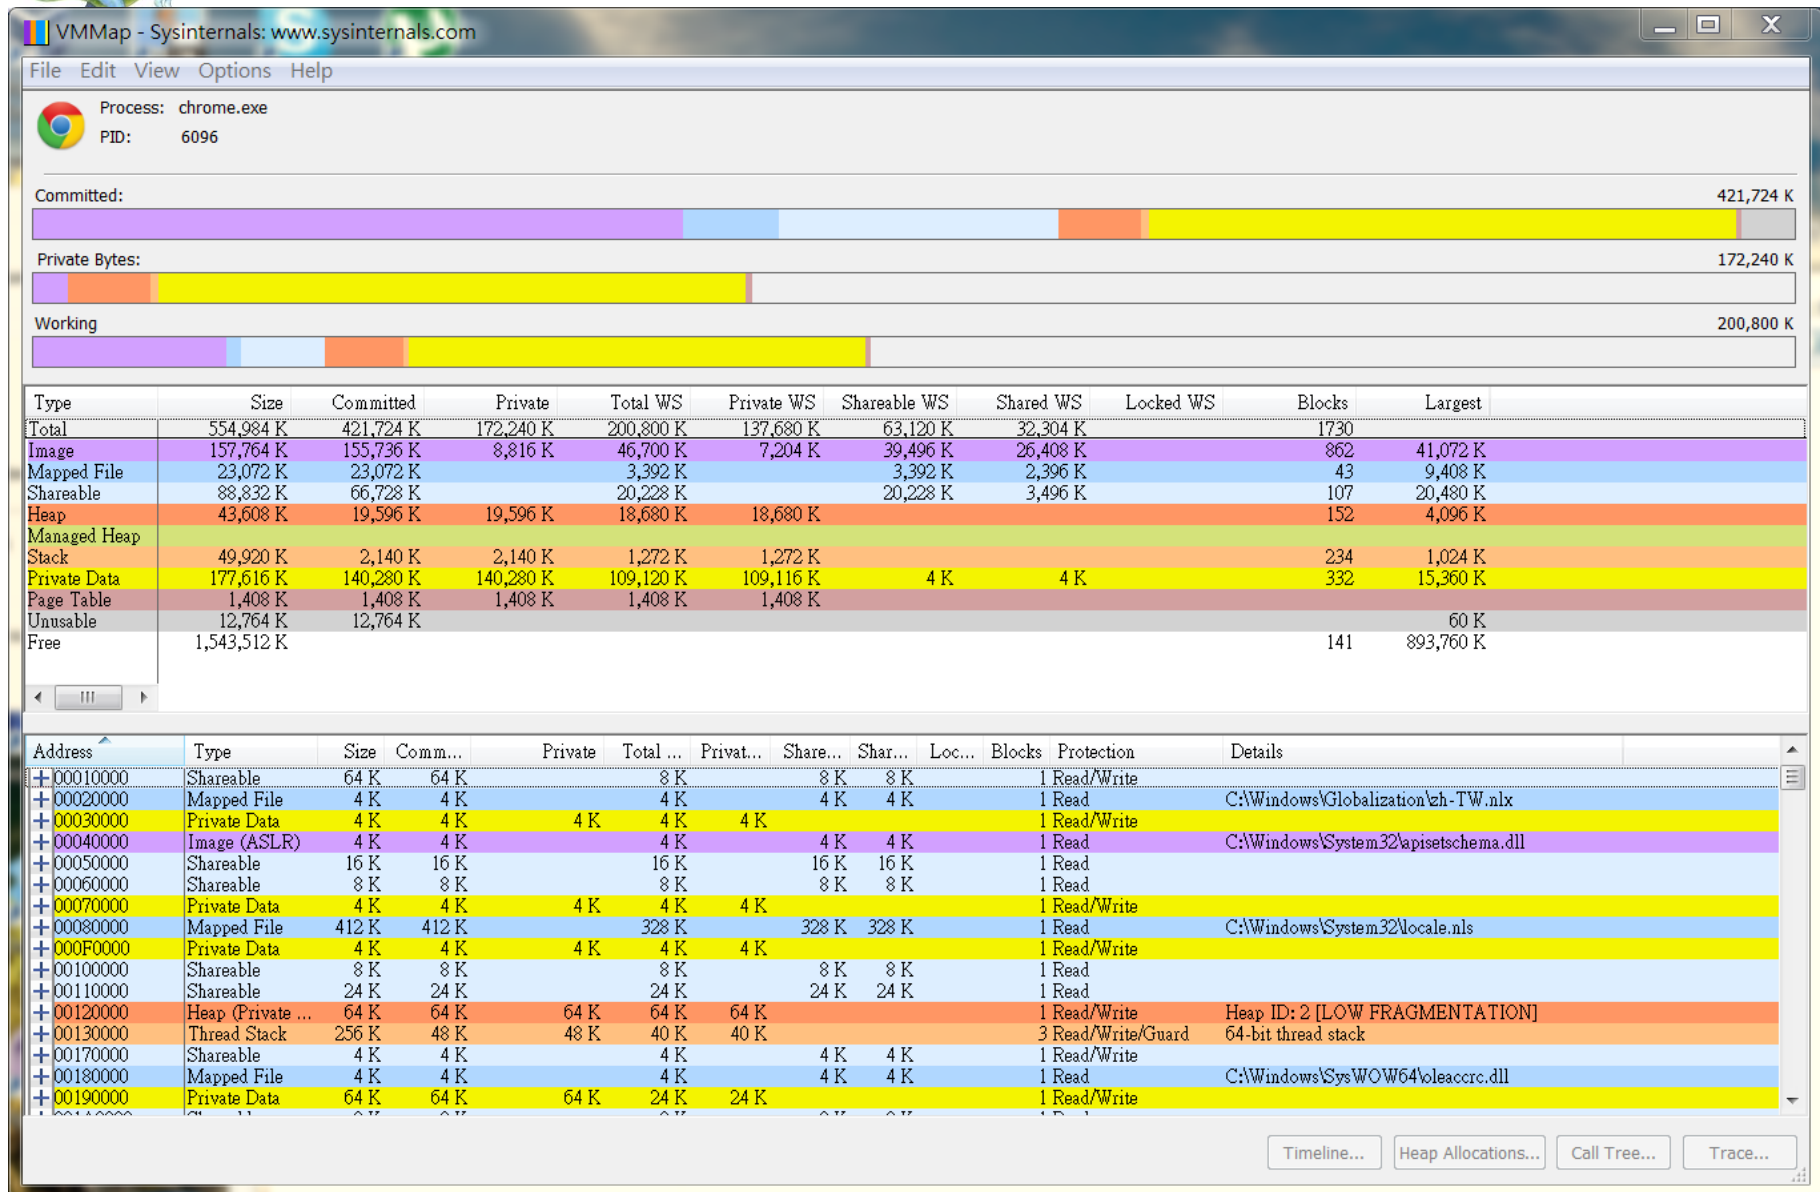 VMMap - Sysinternals: www.sysinternals.com
File Edit View Options Help
Process: chrome.exe
PID: 6096
Committed: 421,724 K
Private Bytes: 172,240 K
Working 200,800 K
Type Size Committed Private Total WS Private WS Shareable WS Shared WS Locked WS Blocks Largest
Total 554,984 K 421,724 K 172,240 K 200,800 K 137,680 K 63,120 K 32,304 K 1730
Image 157,764 K 155,736 K 8,816 K 46,700 K 7,204 K 39,496 K 26,408 K 862 41,072 K
Mapped File 23,072 K 23,072 K 3,392 K 3,392 K 2,396 K 43 9,408 K
Shareable 88,832 K 66,728 K 20,228 K 20,228 K 3,496 K 107 20,480 K
Heap 43,608 K 19,596 K 19,596 K 18,680 K 18,680 K 152 4,096 K
Managed Heap
Stack 49,920 K 2,140 K 2,140 K 1,272 K 1,272 K 234 1,024 K
Private Data 177,616 K 140,280 K 140,280 K 109,120 K 109,116 K 4 K 4 K 332 15,360 K
Page Table 1,408 K 1,408 K 1,408 K 1,408 K 1,408 K
Unusable 12,764 K 12,764 K 60 K
Free 1,543,512 K 141 893,760 K
Address Type Size Comm... Private Total ... Privat... Share... Shar... Loc... Blocks Protection Details
00010000 Shareable 64 K 64 K 8 K 8 K 8 K 1 Read/Write
00020000 Mapped File 4 K 4 K 4 K 4 K 4 K 1 Read C:\Windows\Globalization\zh-TW.nlx
00030000 Private Data 4 K 4 K 4 K 4 K 4 K 1 Read/Write
00040000 Image (ASLR) 4 K 4 K 4 K 4 K 4 K 1 Read C:\Windows\System32\apisetschema.dll
00050000 Shareable 16 K 16 K 16 K 16 K 16 K 1 Read
00060000 Shareable 8 K 8 K 8 K 8 K 8 K 1 Read
00070000 Private Data 4 K 4 K 4 K 4 K 4 K 1 Read/Write
00080000 Mapped File 412 K 412 K 328 K 328 K 328 K 1 Read C:\Windows\System32\locale.nls
000F0000 Private Data 4 K 4 K 4 K 4 K 4 K 1 Read/Write
00100000 Shareable 8 K 8 K 8 K 8 K 8 K 1 Read
00110000 Shareable 24 K 24 K 24 K 24 K 24 K 1 Read
00120000 Heap (Private ... 64 K 64 K 64 K 64 K 64 K 1 Read/Write Heap ID: 2 [LOW FRAGMENTATION]
00130000 Thread Stack 256 K 48 K 48 K 40 K 40 K 3 Read/Write/Guard 64-bit thread stack
00170000 Shareable 4 K 4 K 4 K 4 K 4 K 1 Read/Write
00180000 Mapped File 4 K 4 K 4 K 4 K 4 K 1 Read C:\Windows\SysWOW64\oleaccrc.dll
00190000 Private Data 64 K 64 K 64 K 24 K 24 K 1 Read/Write
Timeline... Heap Allocations... Call Tree... Trace...